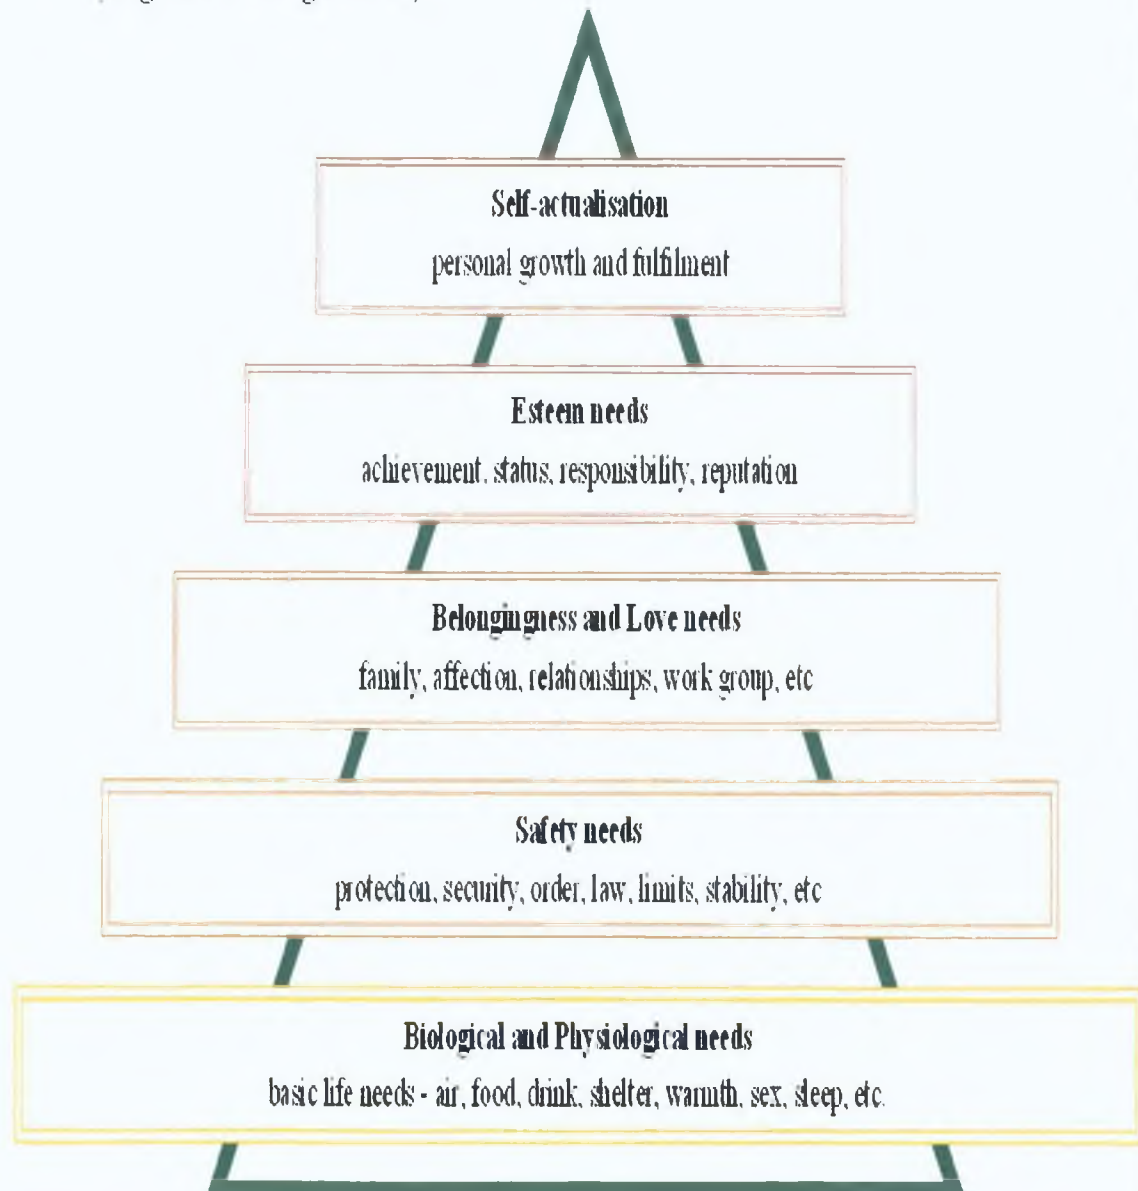 Self-actualisation
personal growth and fulfilment
Esteem needs
achievement, status, responsibility, reputation
Belongingness and Love needs
family, affection, relationships, work group, etc
Safety needs
protection, security, order, law, limits, stability, etc
Biological and Physiological needs
basic life needs - air, food, drink, shelter, warmth, sex, sleep, etc.